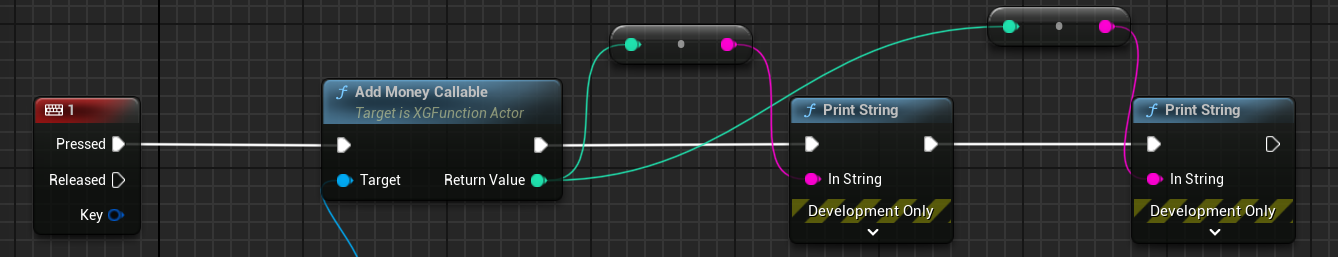 1
Pressed
Released
Key
f Add Money Callable
Target is XGFunction Actor
Target
Return Value
f Print String
In String
Development Only
f Print String
In String
Development Only